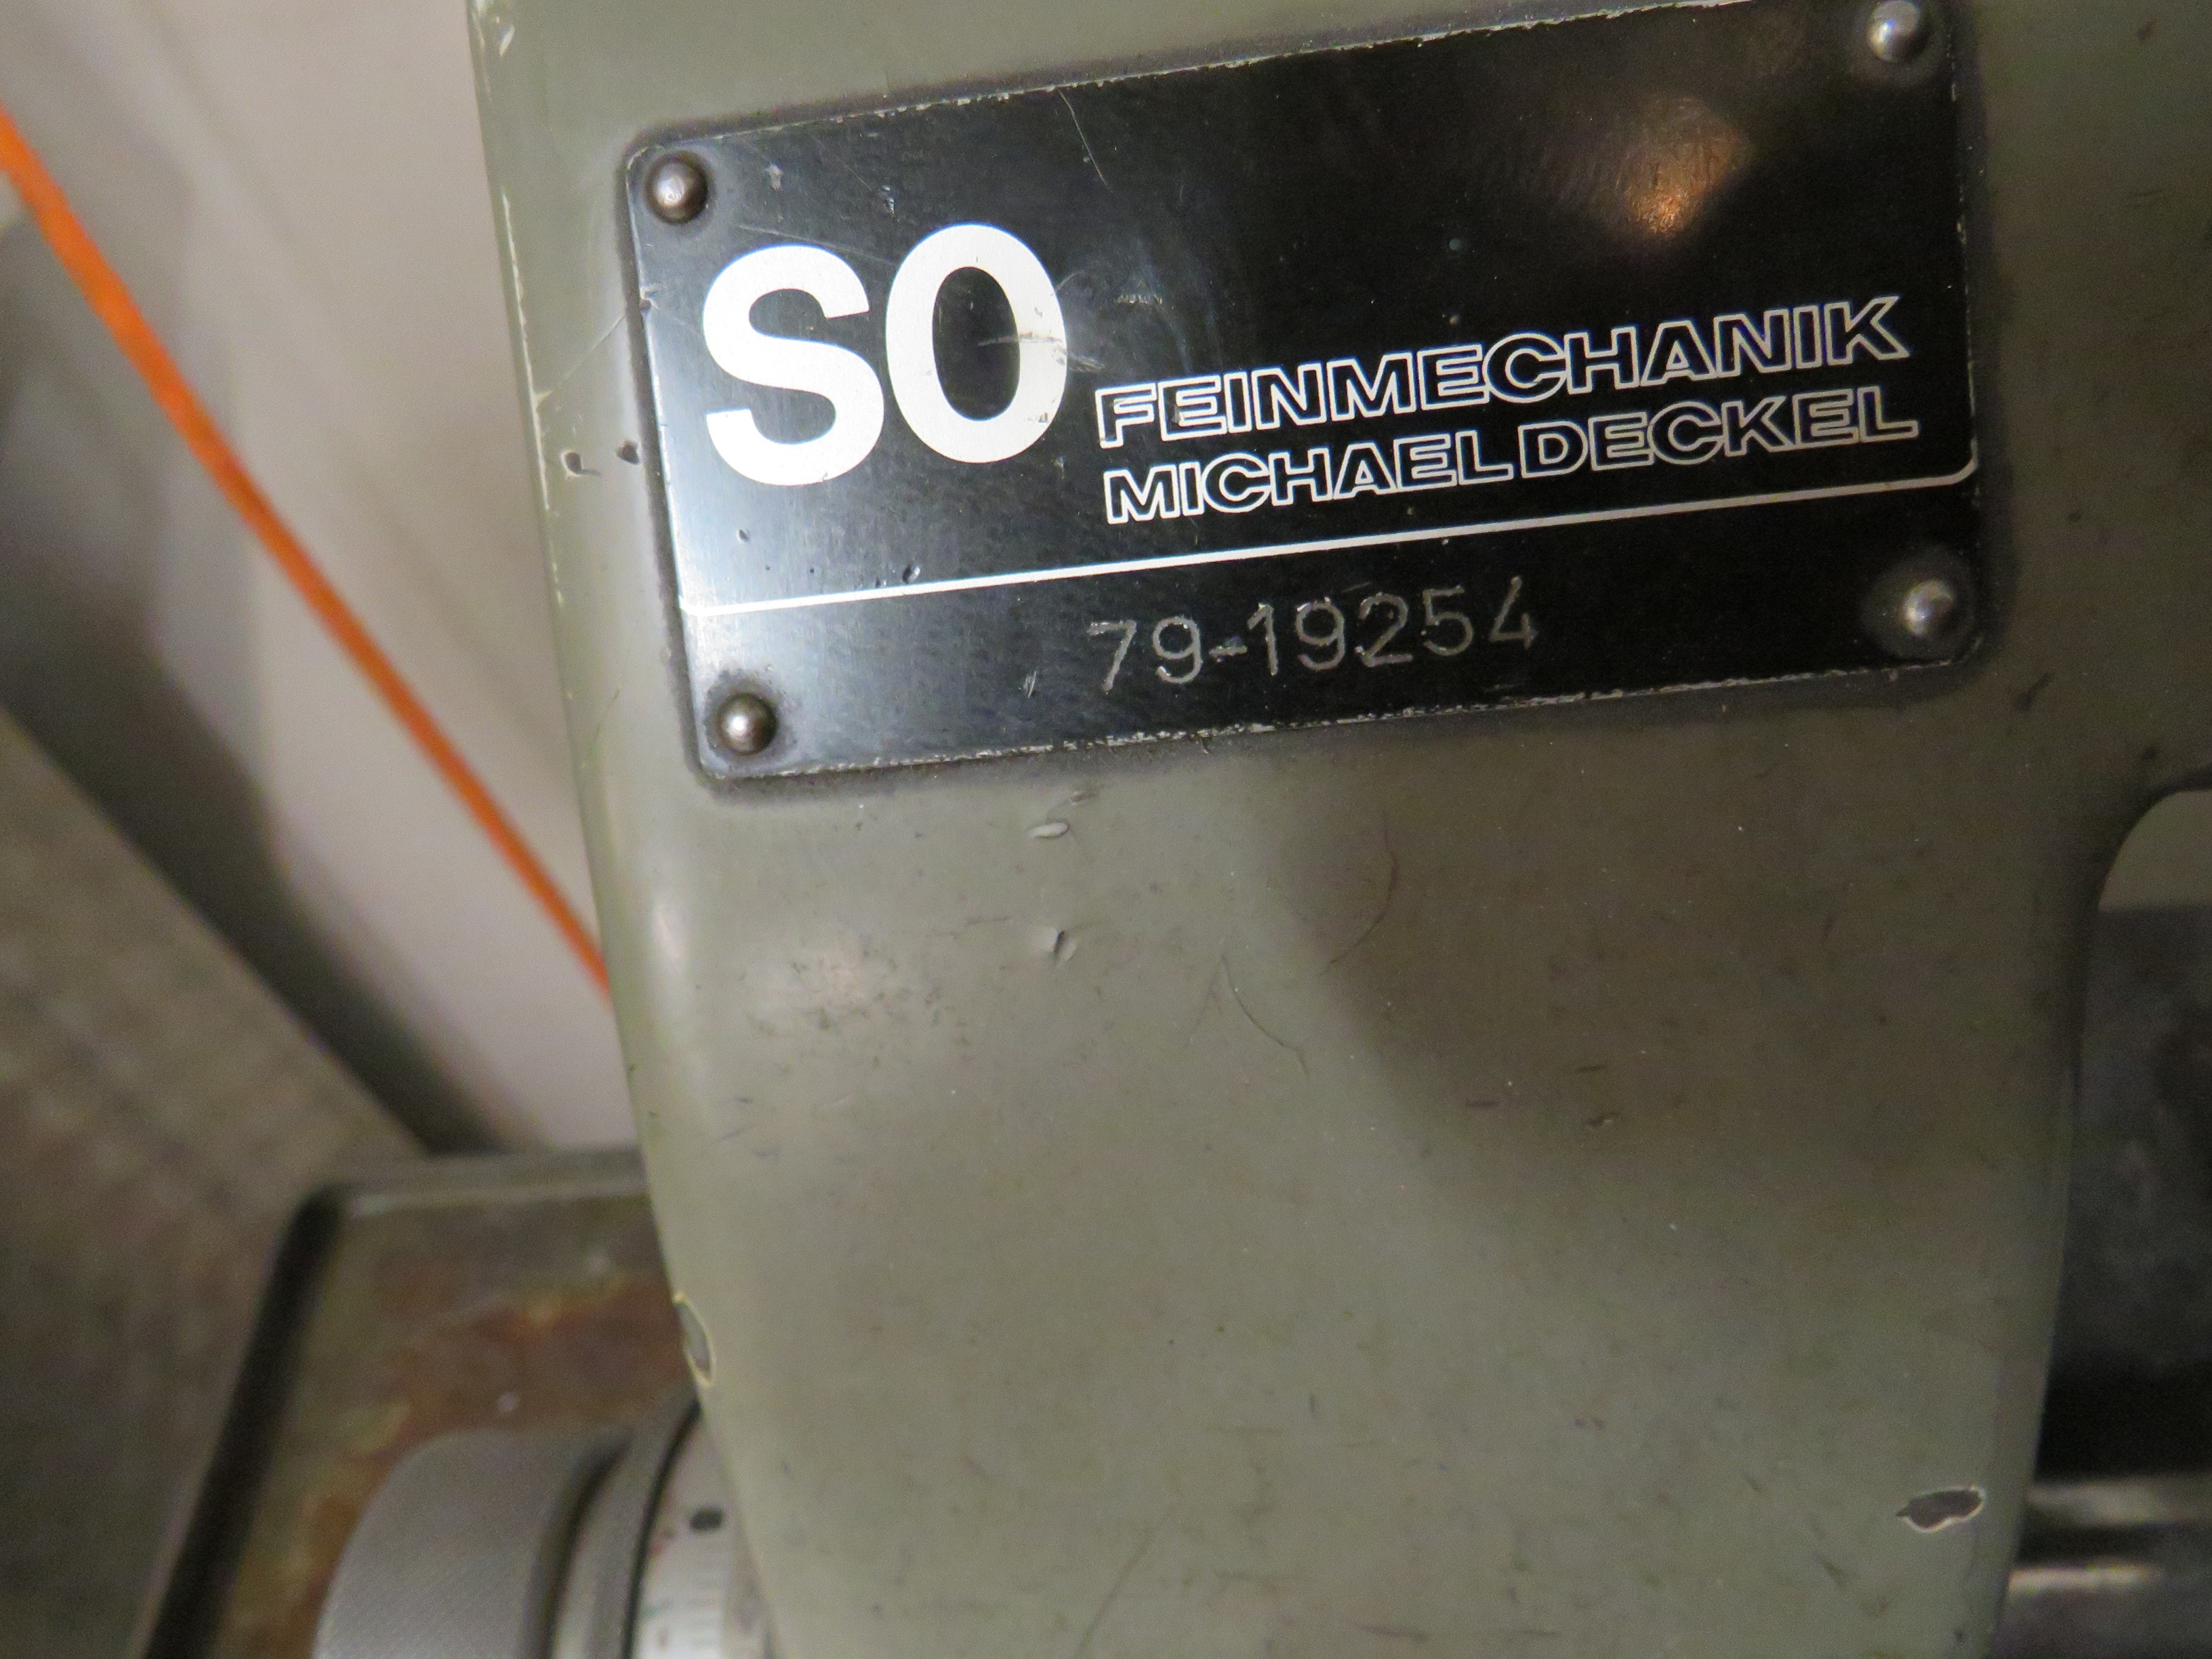 SO
FEINMECHANIK
MICHAEL DECKEL
79-19254